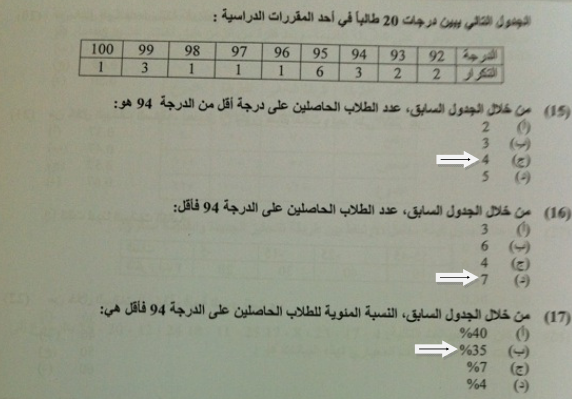 الجدول التالي يبين درجات 20 طالباً في أحد المقررات الدراسية :
الدرجة 92 93 94 95 96 97 98 99 100
التكرار 2 2 3 6 1 1 1 3 1
(15) من خلال الجدول السابق، عدد الطلاب الحاصلين على درجة أقل من الدرجة 94 هو:
(أ) 2
(ب) 3
(ج) 4
(د) 5
(16) من خلال الجدول السابق، عدد الطلاب الحاصلين على الدرجة 94 فأقل:
(أ) 3
(ب) 6
(ج) 4
(د) 7
(17) من خلال الجدول السابق، النسبة المئوية للطلاب الحاصلين على الدرجة 94 فأقل هي:
(أ) %40
(ب) %35
(ج) %7
(د) %4